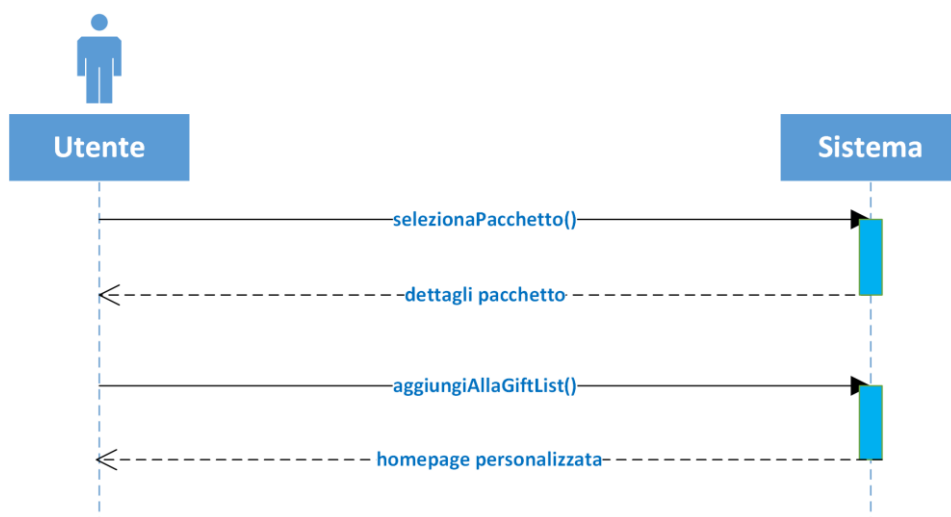 Utente
Sistema
selezionaPacchetto()
dettagli pacchetto
aggiungiAllaGiftList()
homepage personalizzata